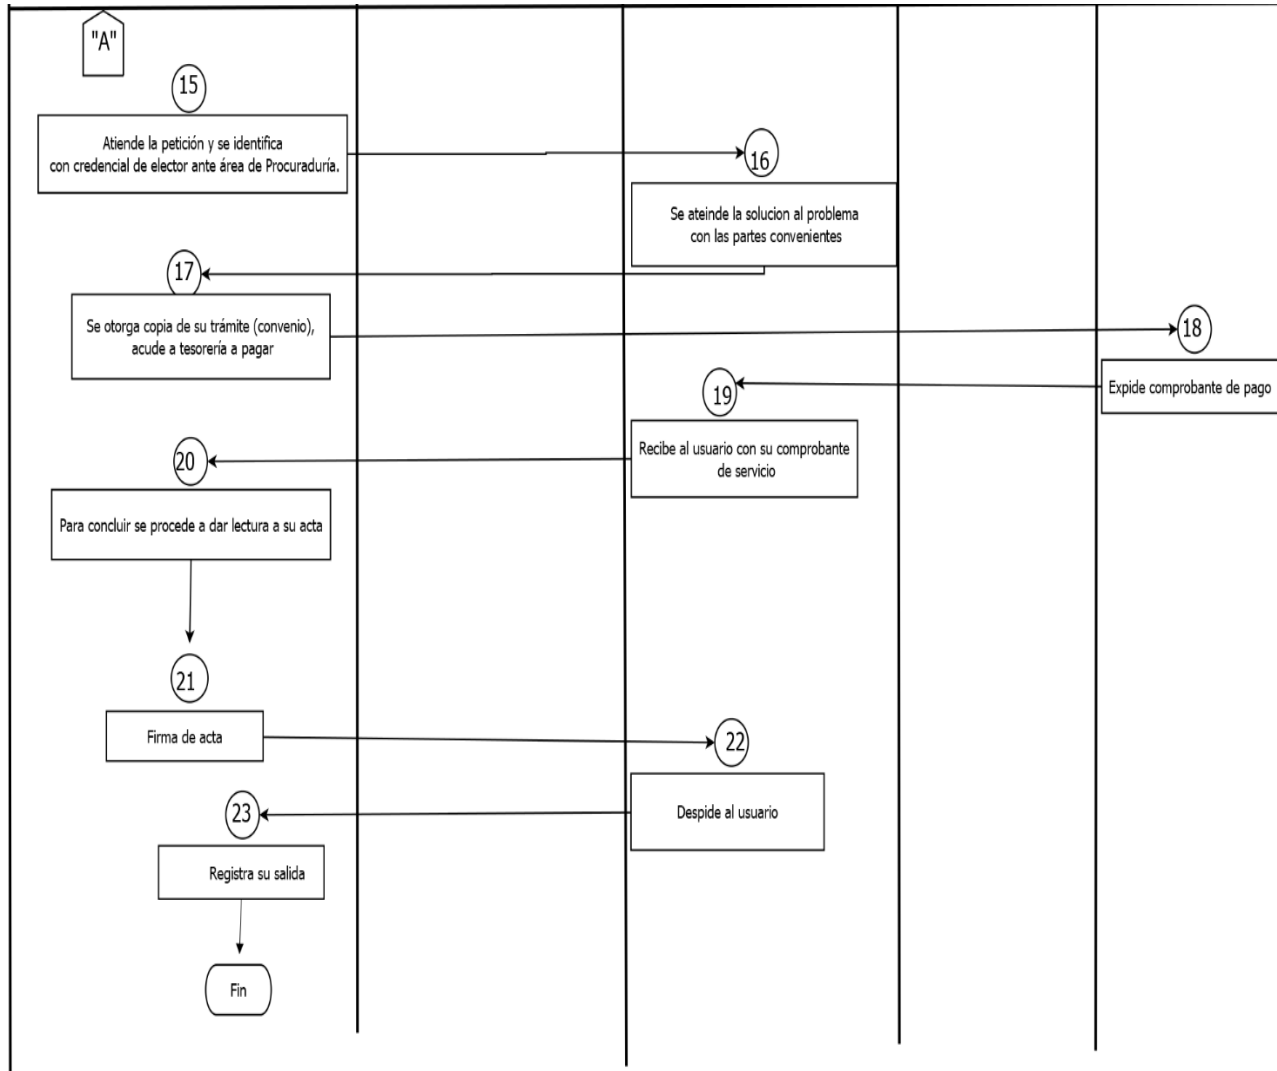 "A"
15
Atiende la petición y se identifica
con credencial de elector ante área de Procuraduría.
16
Se ateinde la solucion al problema
con las partes convenientes
17
Se otorga copia de su trámite (convenio),
acude a tesorería a pagar
18
Expide comprobante de pago
19
Recibe al usuario con su comprobante
de servicio
20
Para concluir se procede a dar lectura a su acta
21
Firma de acta
22
Despide al usuario
23
Registra su salida
Fin